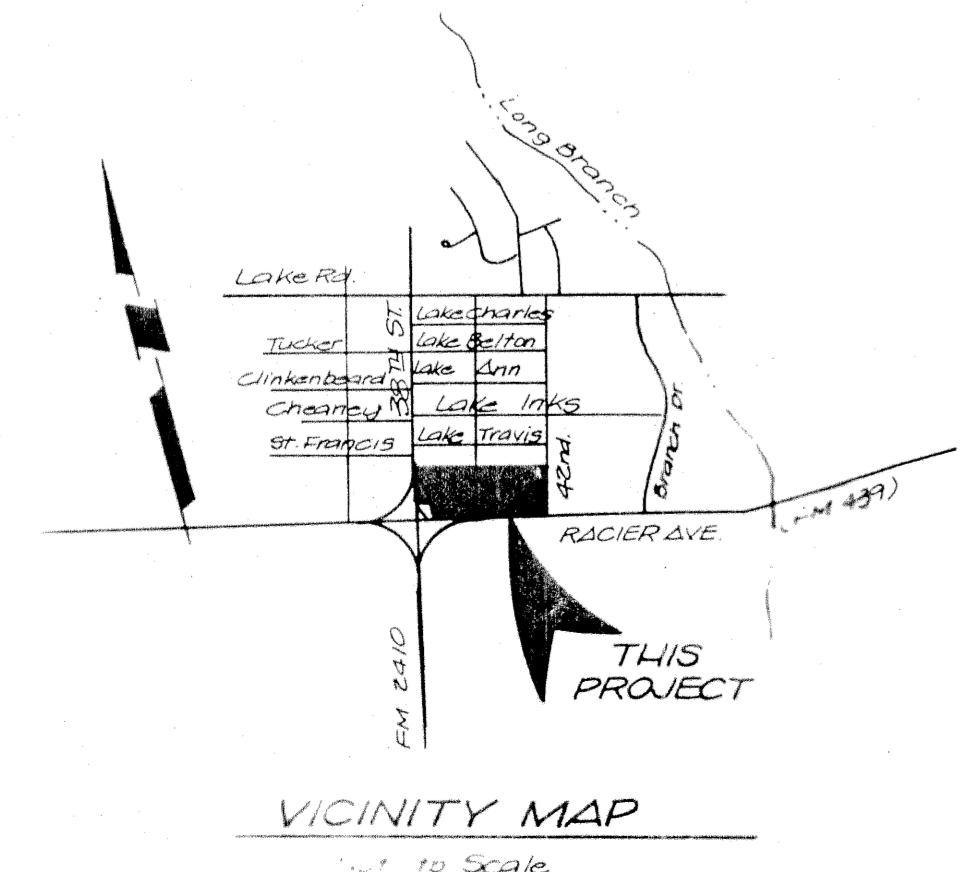 Long Branch
Lake Rd.
38TH ST.
Lake Charles
Tucker
Lake Belton
Clinkenbeard
Lake Ann
Cheaney
Lake Inks
St. Francis
Lake Travis
42nd.
Branch Dr.
(FM 439)
RACIER AVE.
FM 2410
THIS
PROJECT
VICINITY MAP
to Scale